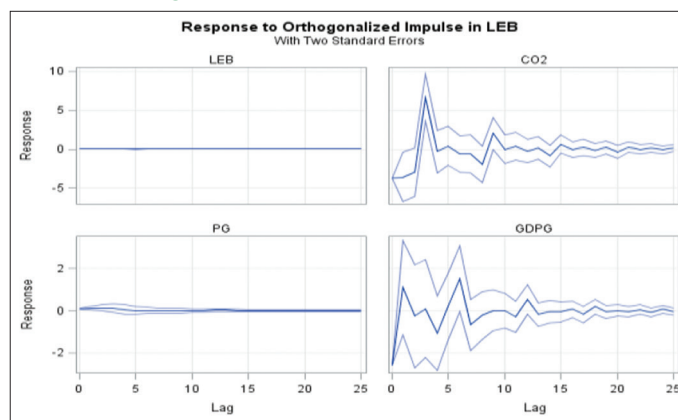 Response to Orthogonalized Impulse in LEB
With Two Standard Errors
LEB
CO2
Response
10
5
0
-5
PG
GDPG
Response
2
0
-2
0 5 10 15 20 25
0 5 10 15 20 25
Lag
Lag